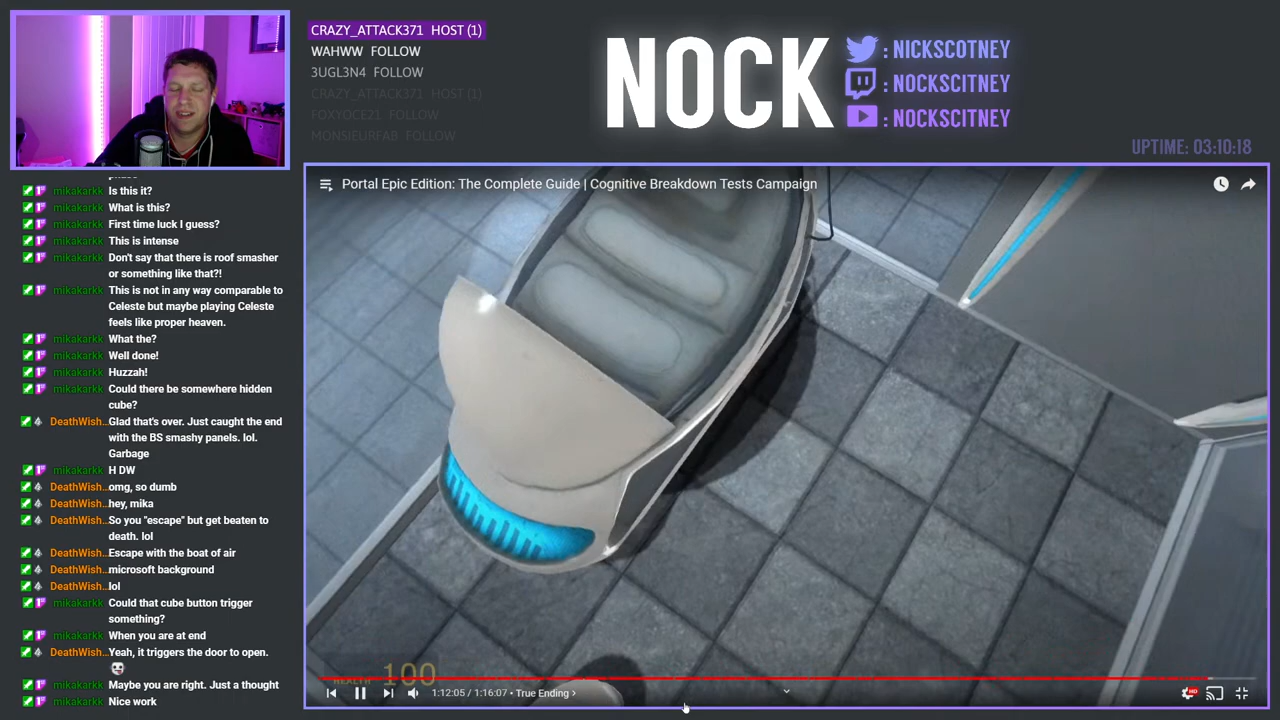 CRAZY_ATTACK371 HOST (1)
WAHWW FOLLOW
3UGL3N4 FOLLOW
CRAZY_ATTACK371 HOST (1)
FOXYOCE21 FOLLOW
MONSIEURFAB FOLLOW
NOCK
: NICKSCOTNEY
: NOCKSCITNEY
: NOCKSCITNEY
UPTIME: 03:10:18
mikakarkk Is this it?
mikakarkk What is this?
mikakarkk First time luck I guess?
mikakarkk This is intense
mikakarkk Don't say that there is roof smasher
or something like that?!
mikakarkk This is not in any way comparable to
Celeste but maybe playing Celeste
feels like proper heaven.
mikakarkk What the?
mikakarkk Well done!
mikakarkk Huzzah!
mikakarkk Could there be somewhere hidden
cube?
DeathWish... Glad that's over. Just caught the end
with the BS smashy panels. lol.
Garbage
mikakarkk H DW
DeathWish... omg, so dumb
DeathWish... hey, mika
DeathWish... So you "escape" but get beaten to
death. lol
DeathWish... Escape with the boat of air
DeathWish... microsoft background
DeathWish... lol
mikakarkk Could that cube button trigger
something?
mikakarkk When you are at end
DeathWish... Yeah, it triggers the door to open.
mikakarkk Maybe you are right. Just a thought
mikakarkk Nice work
Portal Epic Edition: The Complete Guide | Cognitive Breakdown Tests Campaign
HEALTH 100
1:12:05 / 1:16:07 • True Ending >
HD